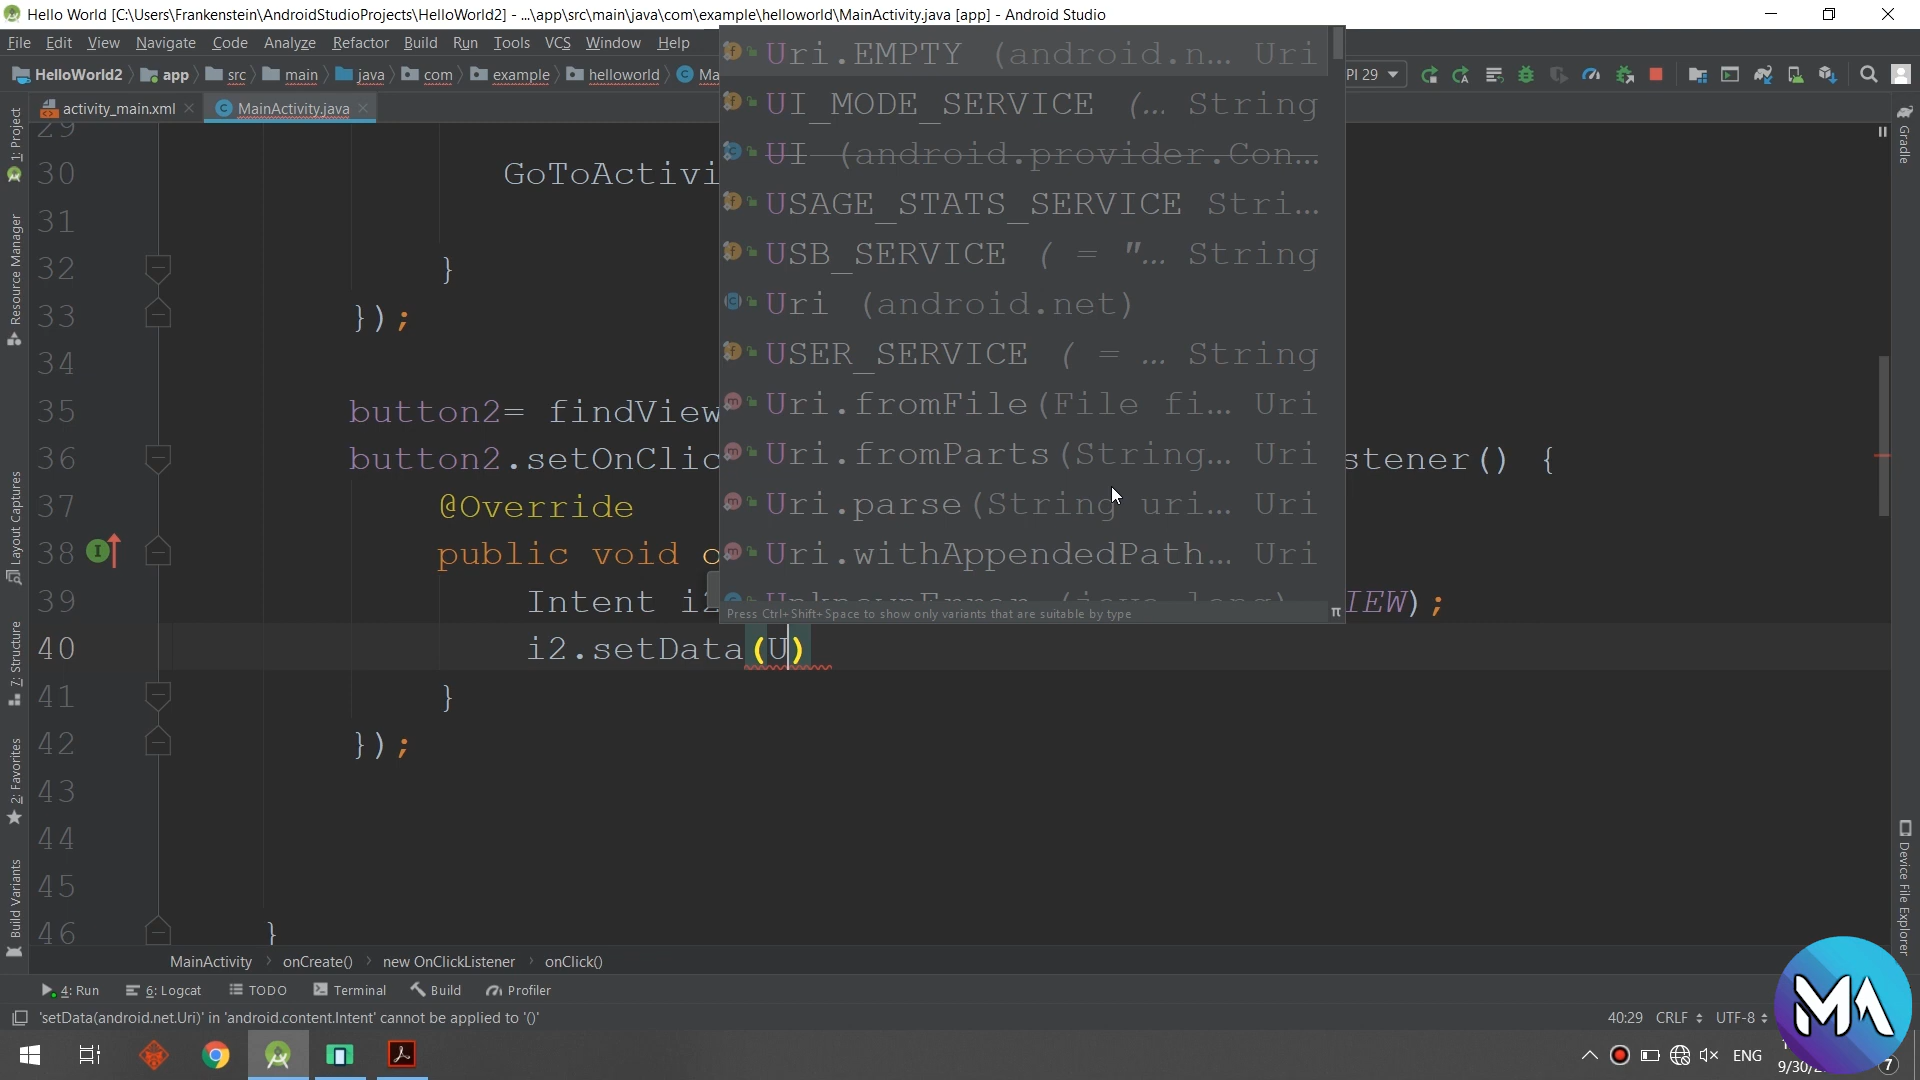 Hello World [C:\Users\Frankenstein\AndroidStudioProjects\HelloWorld2] - ...\app\src\main\java\com\example\helloworld\MainActivity.java [app] - Android Studio
File Edit View Navigate Code Analyze Refactor Build Run Tools VCS Window Help
HelloWorld2 app src main java com example helloworld Ma PI 29
activity_main.xml MainActivity.java
1: Project
Resource Manager
Layout Captures
7: Structure
2: Favorites
Build Variants
Gradle
Device File Explorer
29
30 GoToActivi
31
32 }
33 });
34
35 button2= findView
36 button2.setOnClic stener() {
37 @Override
38 public void o
39 Intent i2 IEW);
40 i2.setData(U)
41 }
42 });
43
44
45
46 }
Uri.EMPTY (android.n... Uri
UI_MODE_SERVICE (... String
UI (android.provider.Con...
USAGE_STATS_SERVICE Stri...
USB_SERVICE ( = "... String
Uri (android.net)
USER_SERVICE ( = ... String
Uri.fromFile(File fi... Uri
Uri.fromParts(String... Uri
Uri.parse(String uri... Uri
Uri.withAppendedPath... Uri
UnknownError (java.lang)
Press Ctrl+Shift+Space to show only variants that are suitable by type π
MainActivity onCreate() new OnClickListener onClick()
4: Run 6: Logcat TODO Terminal Build Profiler
'setData(android.net.Uri)' in 'android.content.Intent' cannot be applied to '()' 40:29 CRLF UTF-8
ENG
9/30/
7
MA